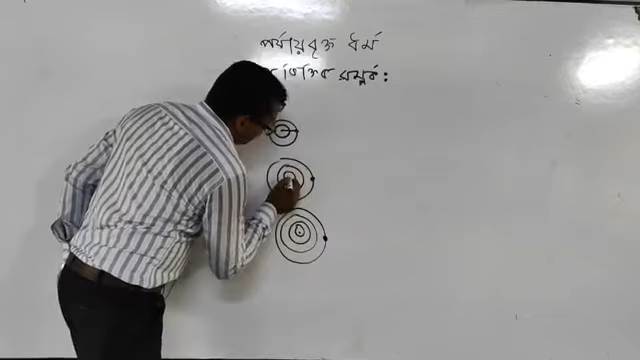 পর্যায়বৃত্ত ধর্ম
ভিত্তিক সম্পর্ক: